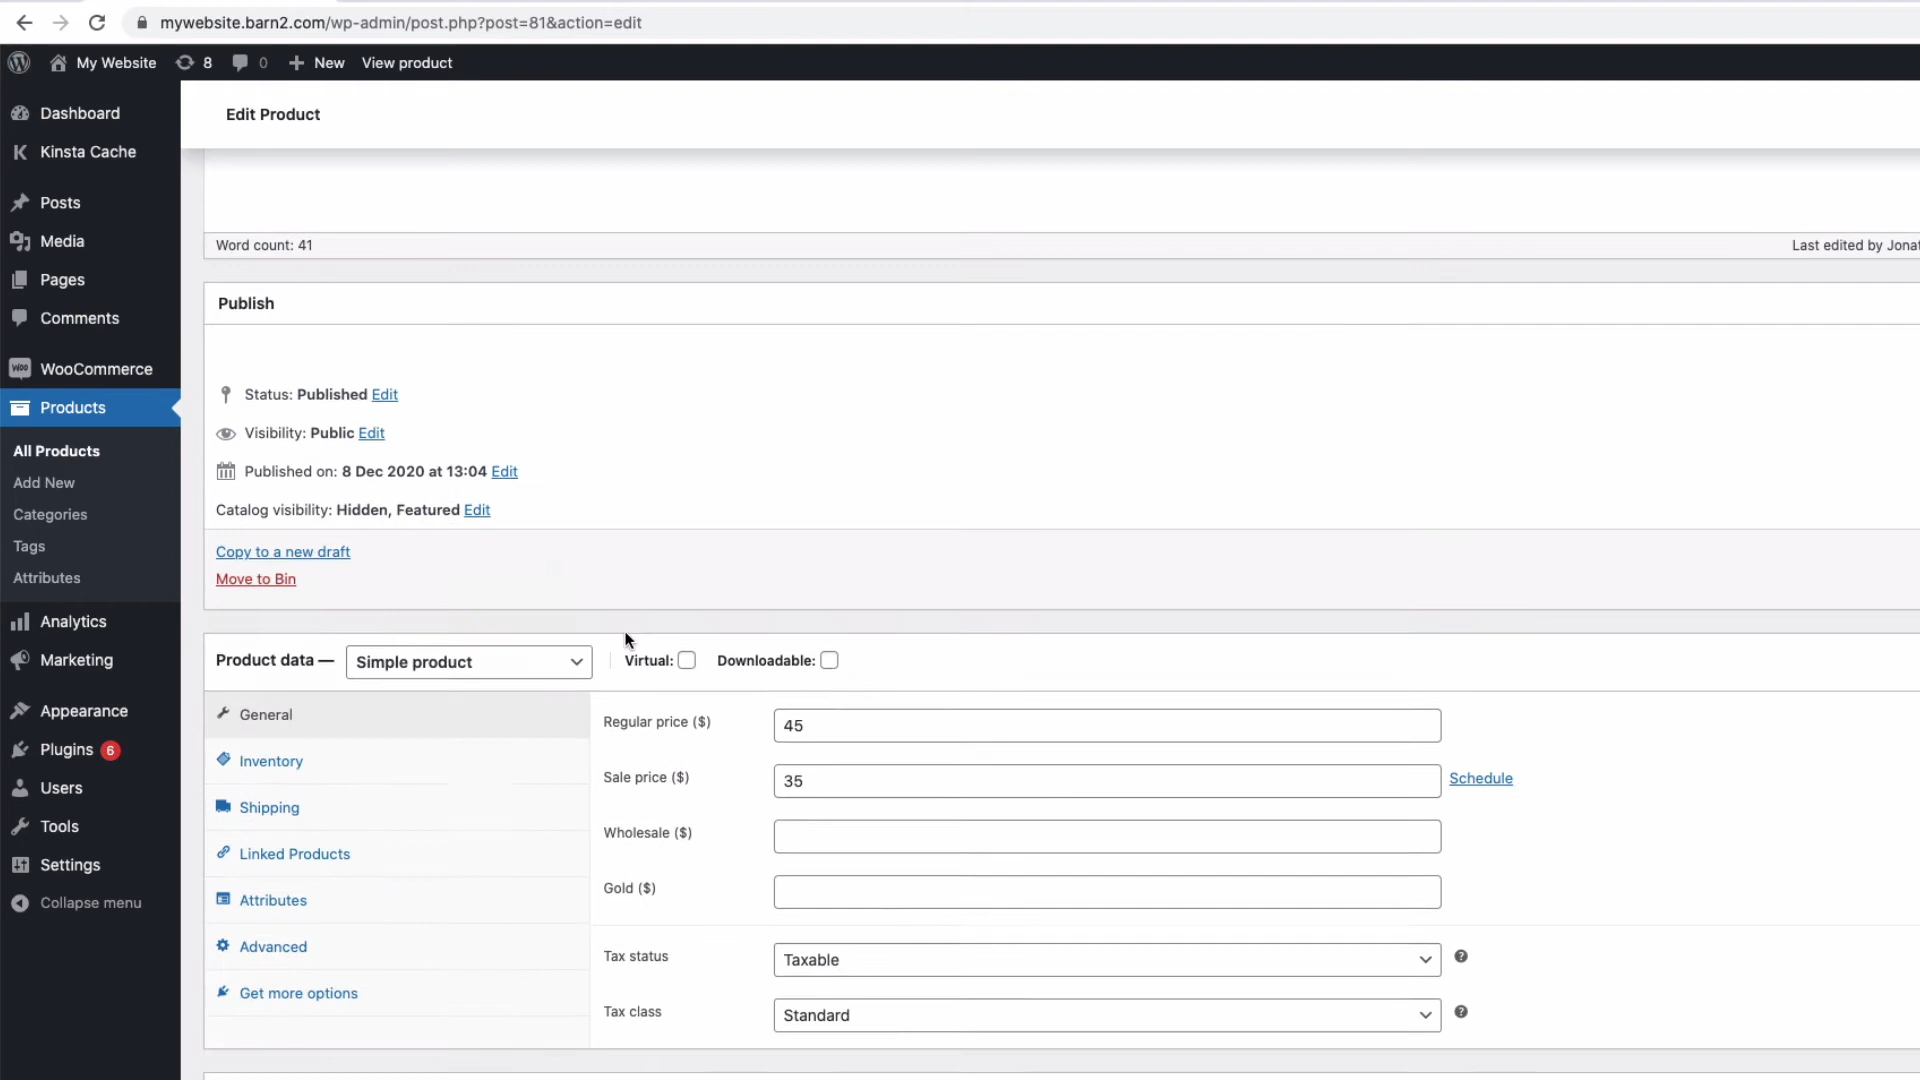 mywebsite.barn2.com/wp-admin/post.php?post=81&action=edit
My Website 8 0 New View product
Dashboard
Kinsta Cache
Posts
Media
Pages
Comments
WooCommerce
Products
All Products
Add New
Categories
Tags
Attributes
Analytics
Marketing
Appearance
Plugins 6
Users
Tools
Settings
Collapse menu
Edit Product
Word count: 41 Last edited by Jonat
Publish
Status: Published Edit
Visibility: Public Edit
Published on: 8 Dec 2020 at 13:04 Edit
Catalog visibility: Hidden, Featured Edit
Copy to a new draft
Move to Bin
Product data — Simple product Virtual: Downloadable:
General
Inventory
Shipping
Linked Products
Attributes
Advanced
Get more options
Regular price ($) 45
Sale price ($) 35 Schedule
Wholesale ($)
Gold ($)
Tax status Taxable ?
Tax class Standard ?